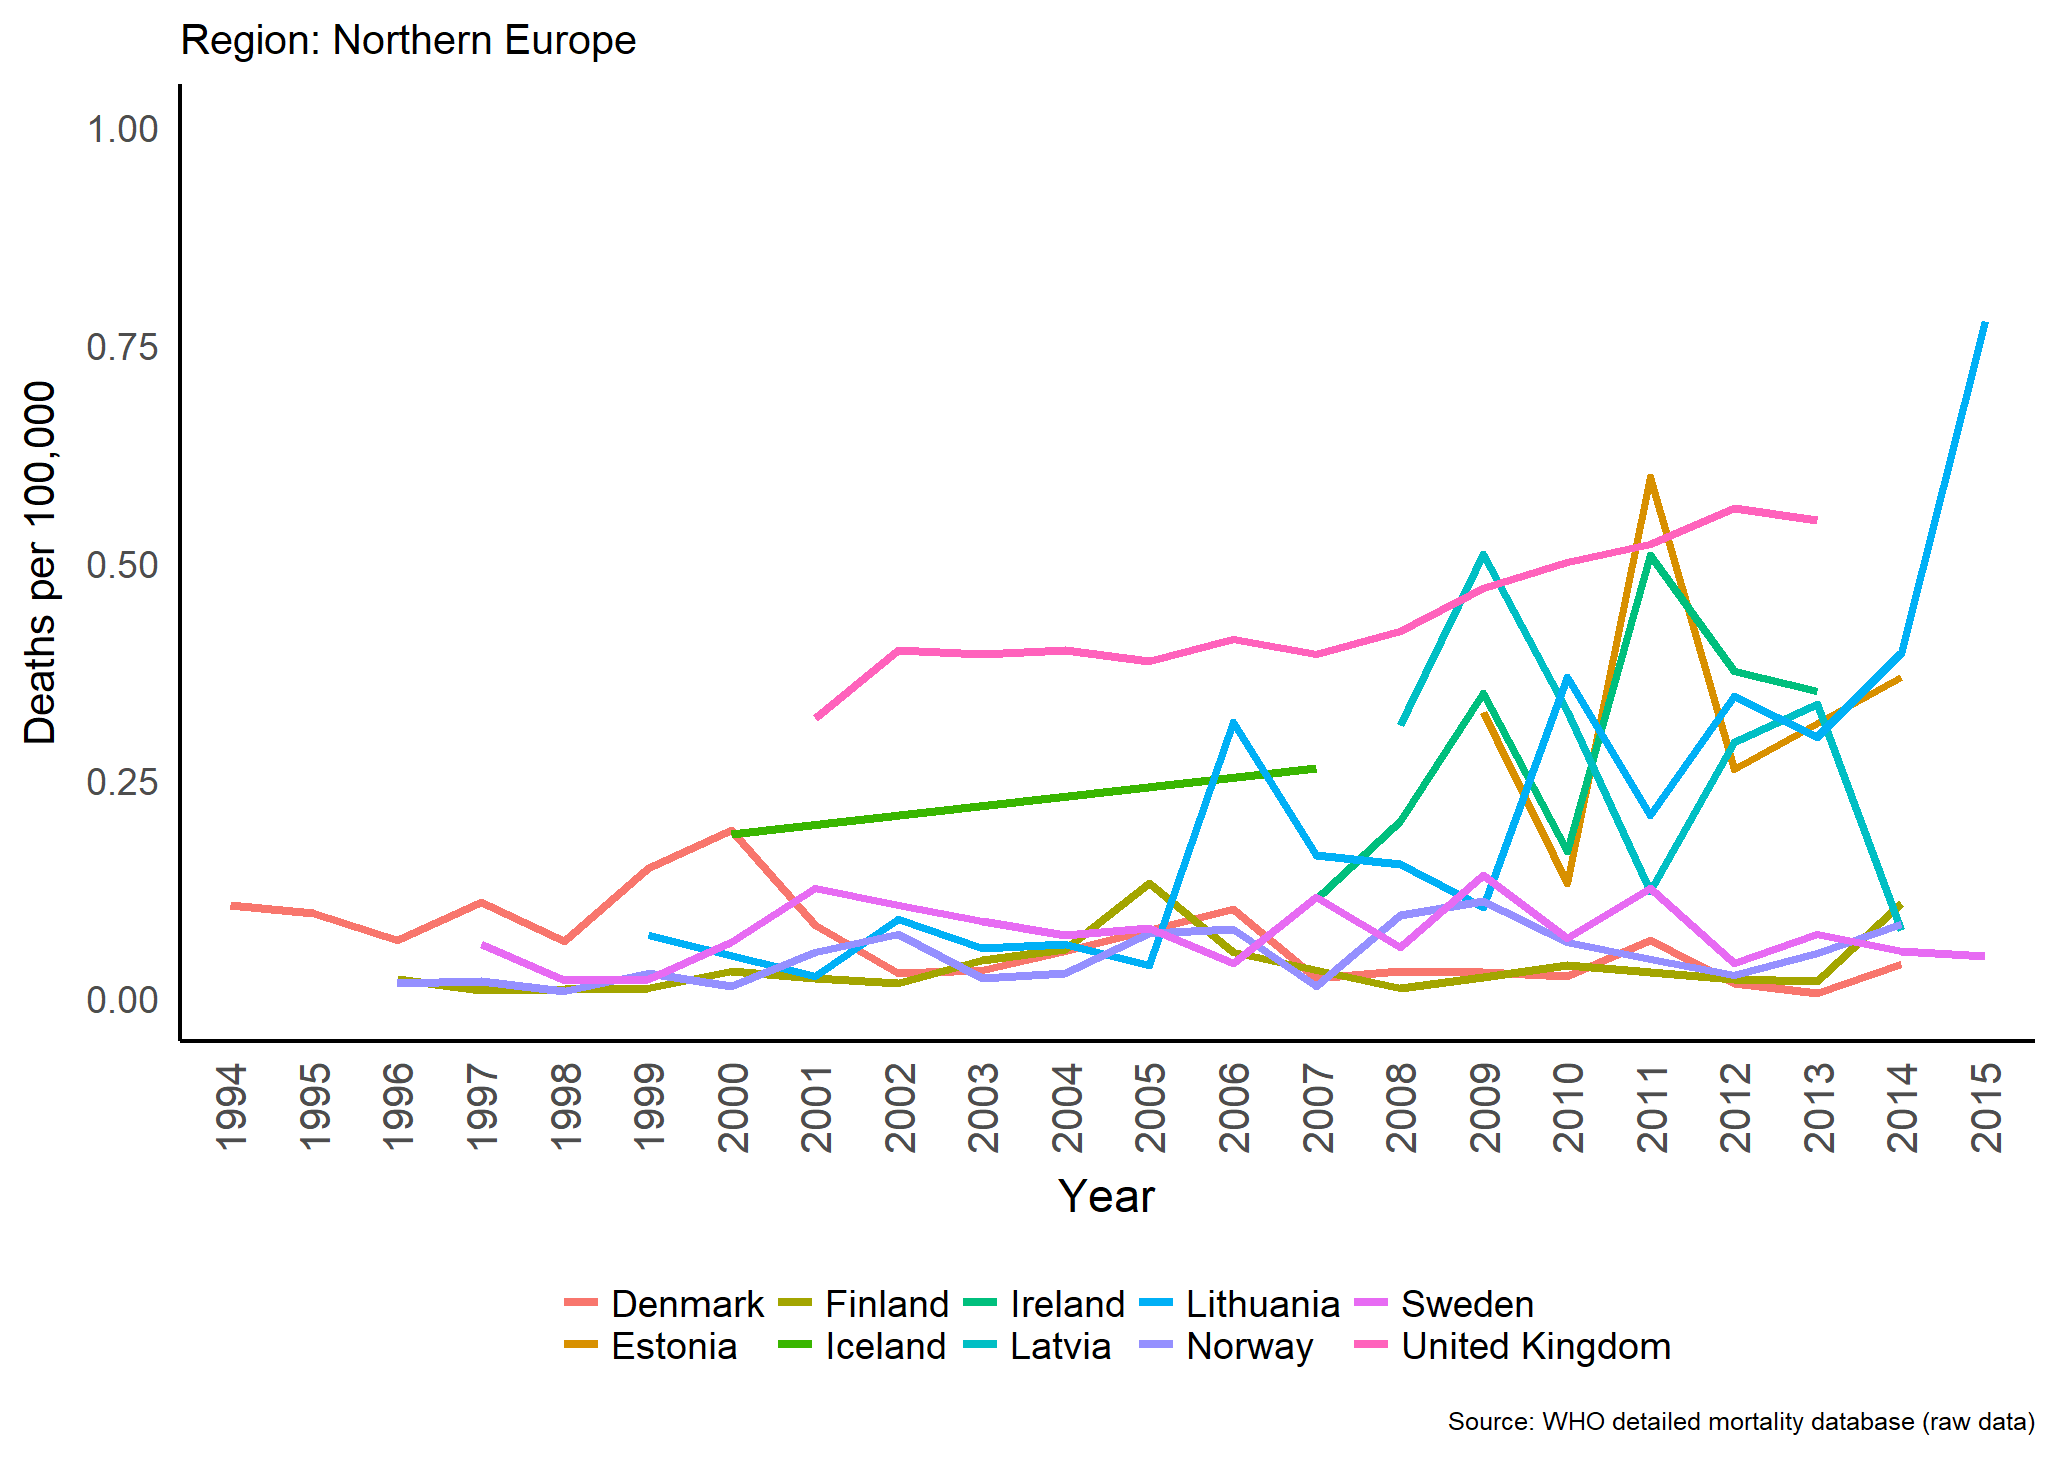 Region: Northern Europe
1.00
0.75
0.50
0.25
0.00
Deaths per 100,000
1994 1995 1996 1997 1998 1999 2000 2001 2002 2003 2004 2005 2006 2007 2008 2009 2010 2011 2012 2013 2014 2015
Year
Denmark Finland Ireland Lithuania Sweden
Estonia Iceland Latvia Norway United Kingdom
Source: WHO detailed mortality database (raw data)